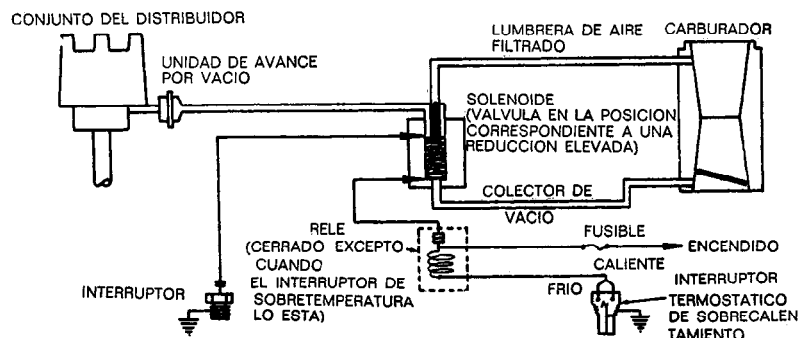 CONJUNTO DEL DISTRIBUIDOR
UNIDAD DE AVANCE
POR VACIO
LUMBRERA DE AIRE
FILTRADO
CARBURADOR
SOLENOIDE
(VALVULA EN LA POSICION
CORRESPONDIENTE A UNA
REDUCCION ELEVADA)
COLECTOR DE
VACIO
RELE
(CERRADO EXCEPTO
CUANDO
EL INTERRUPTOR DE
SOBRETEMPERATURA
LO ESTA)
FUSIBLE
ENCENDIDO
INTERRUPTOR
CALIENTE
FRIO
INTERRUPTOR
TERMOSTATICO
DE SOBRECALEN
TAMIENTO